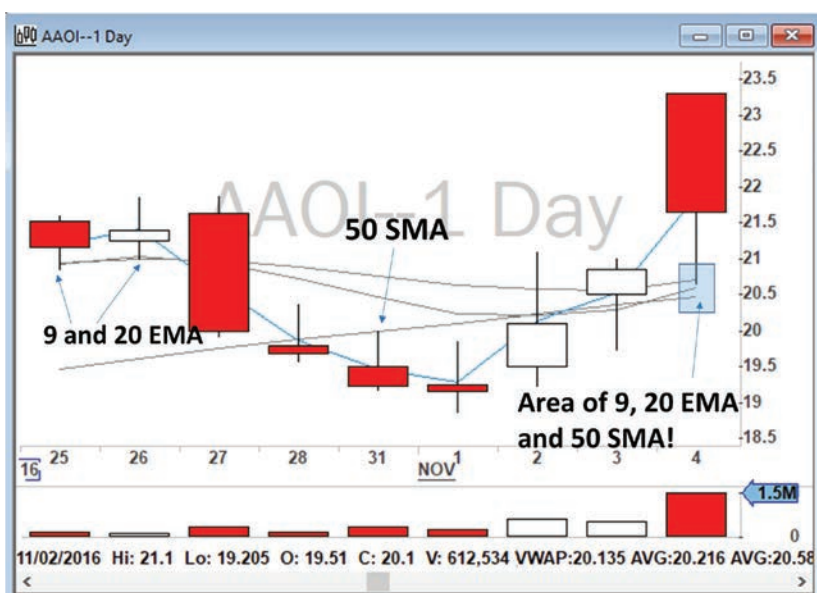 AAOI--1 Day
AAOI--1 Day
23.5
23
22.5
22
21.5
21
20.5
20
19.5
19
18.5
50 SMA
9 and 20 EMA
Area of 9, 20 EMA
and 50 SMA!
25 26 27 28 31 1 2 3 4
16 NOV
1.5M
0
11/02/2016 Hi: 21.1 Lo: 19.205 O: 19.51 C: 20.1 V: 612,534 VWAP:20.135 AVG:20.216 AVG:20.58